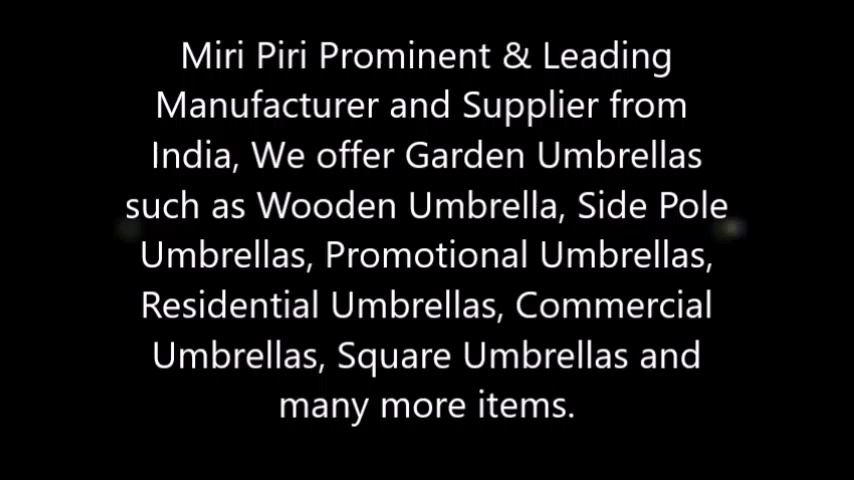 Miri Piri Prominent & Leading
Manufacturer and Supplier from
India, We offer Garden Umbrellas
such as Wooden Umbrella, Side Pole
Umbrellas, Promotional Umbrellas,
Residential Umbrellas, Commercial
Umbrellas, Square Umbrellas and
many more items.